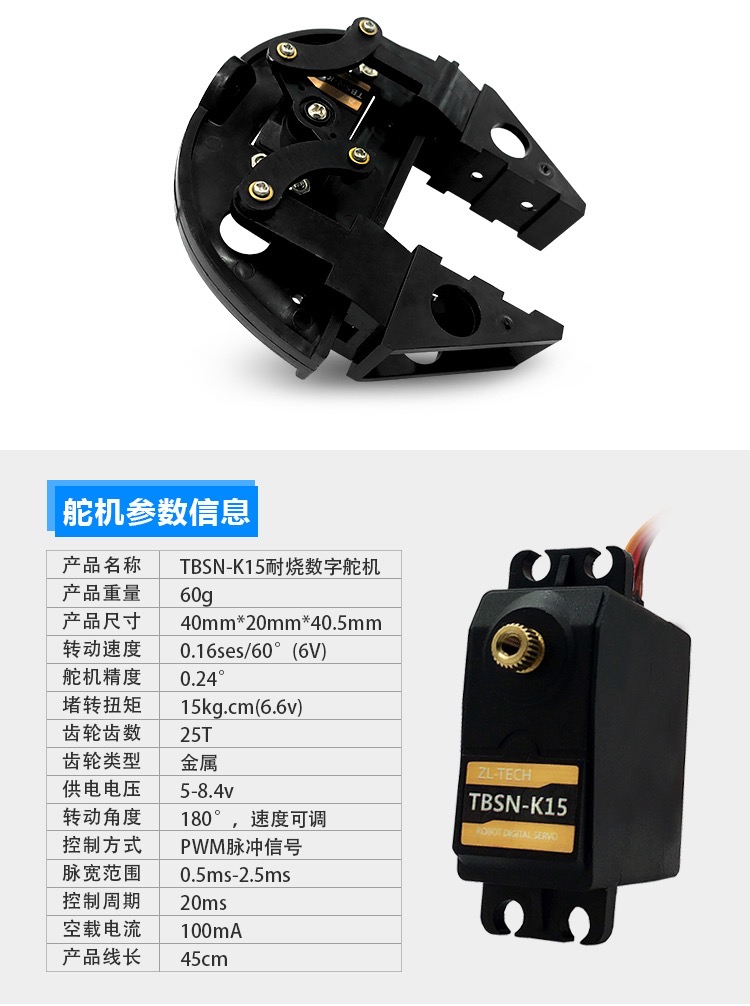 TBSN-K
舵机参数信息
产品名称 TBSN-K15耐烧数字舵机
产品重量 60g
产品尺寸 40mm*20mm*40.5mm
转动速度 0.16ses/60°(6V)
舵机精度 0.24°
堵转扭矩 15kg.cm(6.6v)
齿轮齿数 25T
齿轮类型 金属
供电电压 5-8.4v
转动角度 180°，速度可调
控制方式 PWM脉冲信号
脉宽范围 0.5ms-2.5ms
控制周期 20ms
空载电流 100mA
产品线长 45cm
ZL-TECH
TBSN-K15
ROBOT DIGITAL SERVO